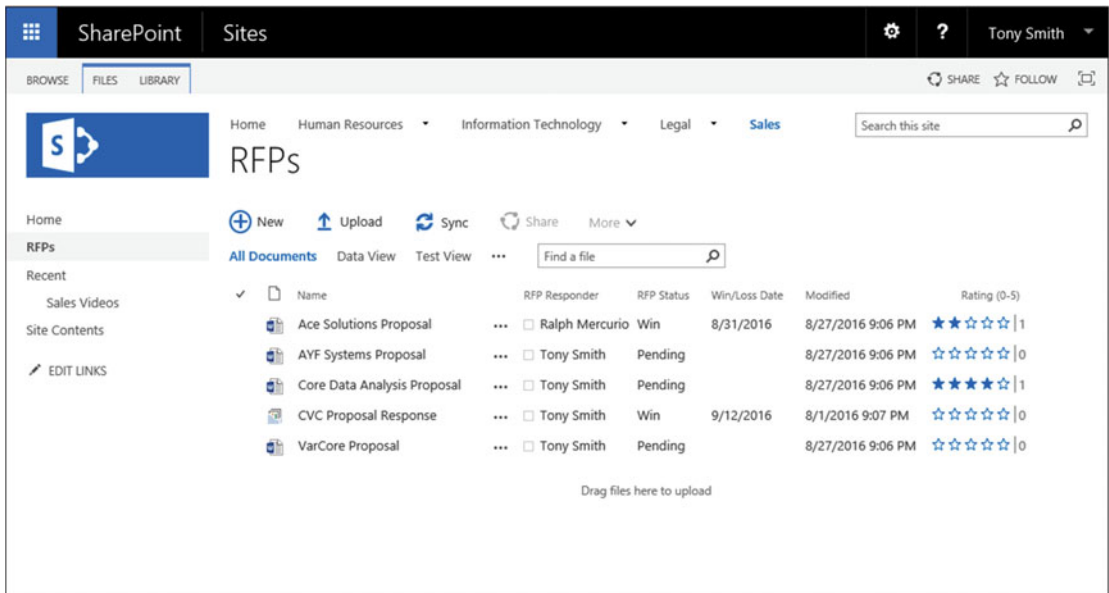 SharePoint Sites ? Tony Smith
BROWSE FILES LIBRARY SHARE FOLLOW
S
Home Human Resources Information Technology Legal Sales Search this site
RFPs
Home
RFPs
Recent
Sales Videos
Site Contents
EDIT LINKS
New Upload Sync Share More
All Documents Data View Test View ••• Find a file
Name RFP Responder RFP Status Win/Loss Date Modified Rating (0-5)
Ace Solutions Proposal ••• Ralph Mercurio Win 8/31/2016 8/27/2016 9:06 PM 1
AYF Systems Proposal ••• Tony Smith Pending 8/27/2016 9:06 PM 0
Core Data Analysis Proposal ••• Tony Smith Pending 8/27/2016 9:06 PM 1
CVC Proposal Response ••• Tony Smith Win 9/12/2016 8/1/2016 9:07 PM 0
VarCore Proposal ••• Tony Smith Pending 8/27/2016 9:06 PM 0
Drag files here to upload